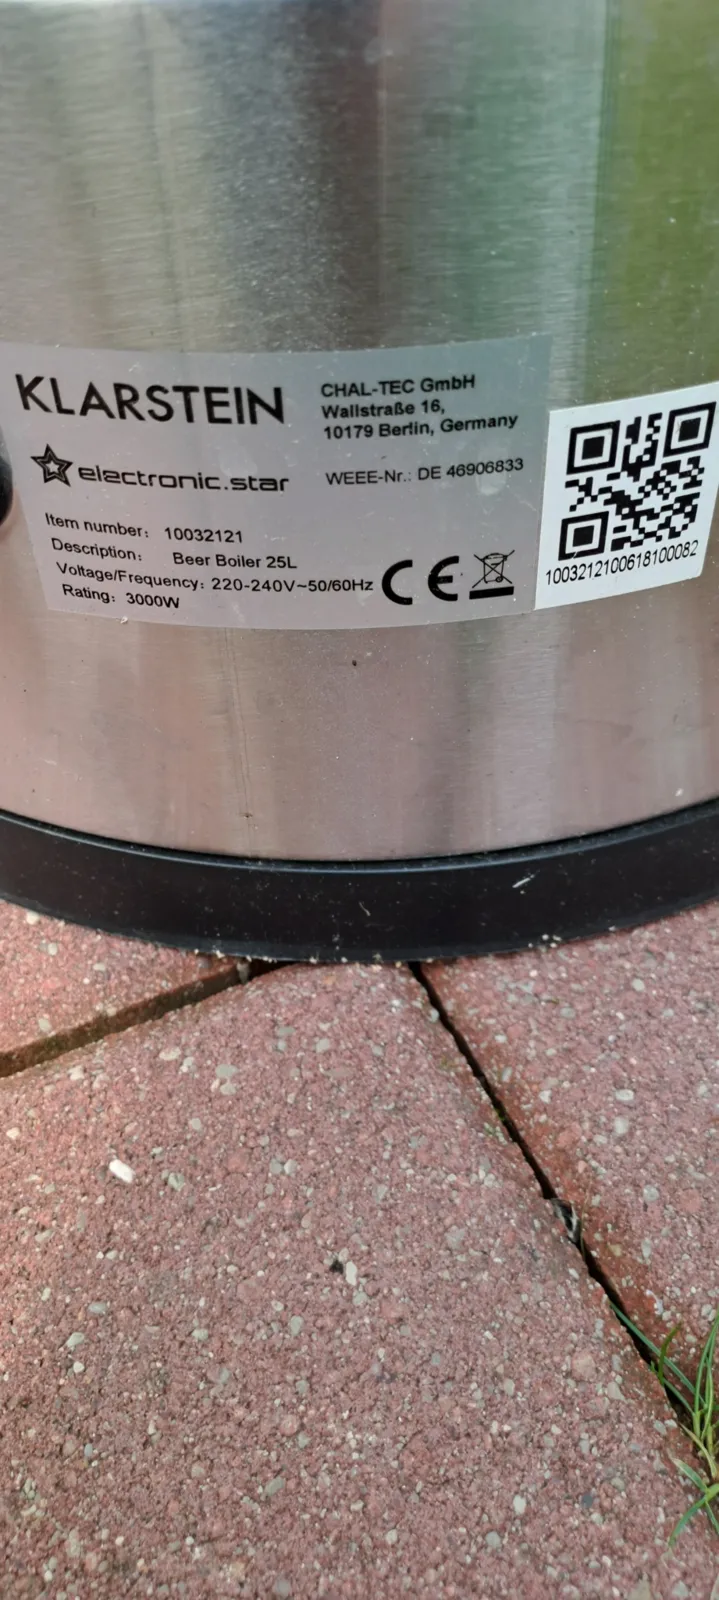 KLARSTEIN
electronic.star
CHAL-TEC GmbH
Wallstraße 16,
10179 Berlin, Germany
WEEE-Nr.: DE 46906833
Item number: 10032121
Description: Beer Boiler 25L
Voltage/Frequency: 220-240V~50/60Hz
Rating: 3000W
CE
1003212100618100082